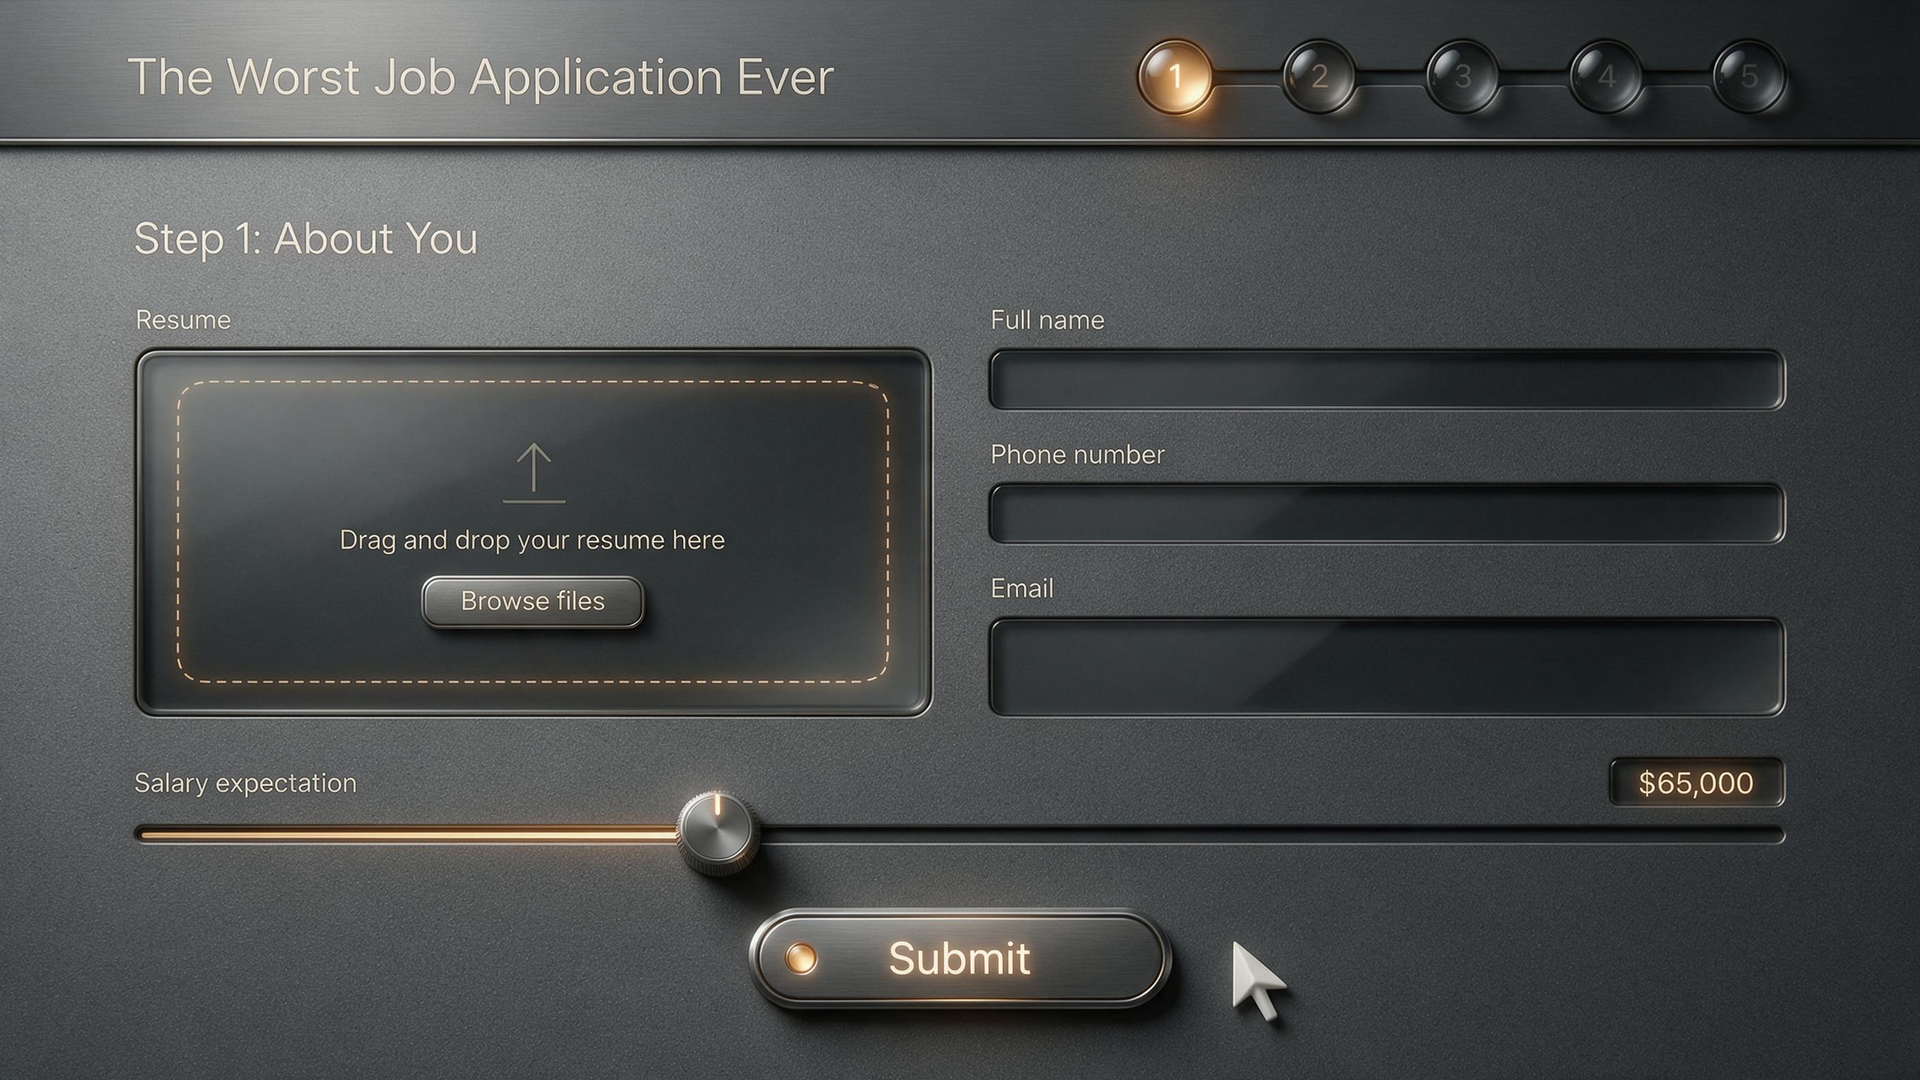 The Worst Job Application Ever
1 2 3 4 5
Step 1: About You
Resume
Drag and drop your resume here
Browse files
Full name
Phone number
Email
Salary expectation
$65,000
Submit